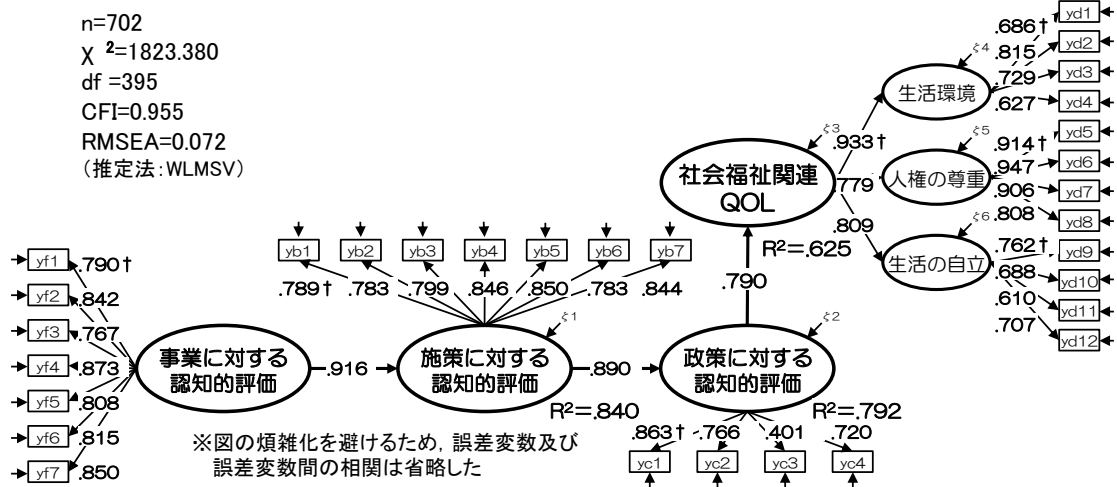 n=702
χ ²=1823.380
df =395
CFI=0.955
RMSEA=0.072
(推定法:WLMSV)
yd1
.686†
yd2
.815
yd3
.729
yd4
.627
ζ4
生活環境
ζ3
.933†
社会福祉関連
QOL
.779
.809
R²=.625
ζ5
人権の尊重
yd5
.914†
yd6
.947
yd7
.906
yd8
.808
ζ6
生活の自立
yd9
.762†
yd10
.688
yd11
.610
yd12
.707
yb1
yb2
yb3
yb4
yb5
yb6
yb7
.789†
.783
.799
.846
.850
.783
.844
.790
yf1
.790†
yf2
.842
yf3
.767
yf4
.873
yf5
.808
yf6
.815
yf7
.850
事業に対する
認知的評価
.916
ζ1
施策に対する
認知的評価
R²=.840
.890
ζ2
政策に対する
認知的評価
R²=.792
.863†
.766
.401
.720
yc1
yc2
yc3
yc4
※図の煩雑化を避けるため,誤差変数及び
誤差変数間の相関は省略した